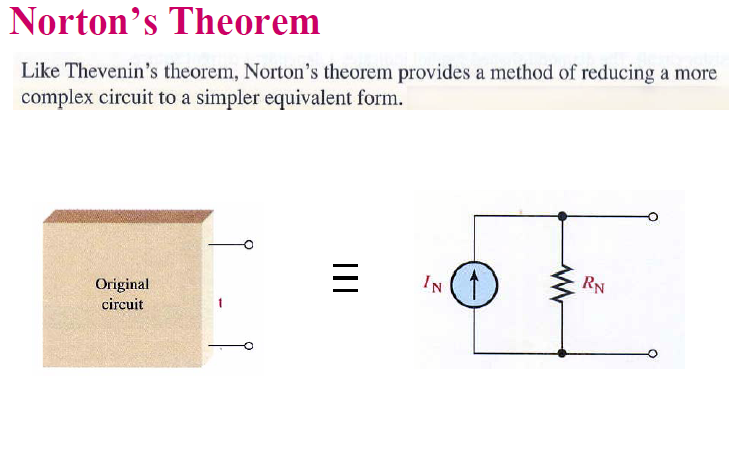 Norton’s Theorem
Like Thevenin’s theorem, Norton’s theorem provides a method of reducing a more
complex circuit to a simpler equivalent form.
Original
circuit
t
IN
RN